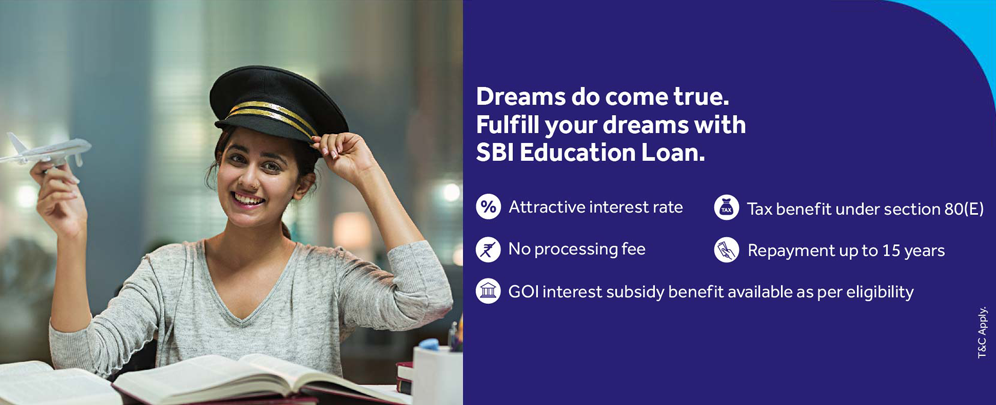 Dreams do come true.
Fulfill your dreams with
SBI Education Loan.
% Attractive interest rate
TAX Tax benefit under section 80(E)
₹ No processing fee
Repayment up to 15 years
GOI interest subsidy benefit available as per eligibility
T&C Apply.